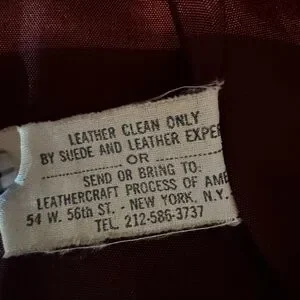 LEATHER CLEAN ONLY
BY SUEDE AND LEATHER EXPE
OR
SEND OR BRING TO:
LEATHERCRAFT PROCESS OF AME
54 W. 56th ST. - NEW YORK, N.Y.
TEL. 212-586-3737